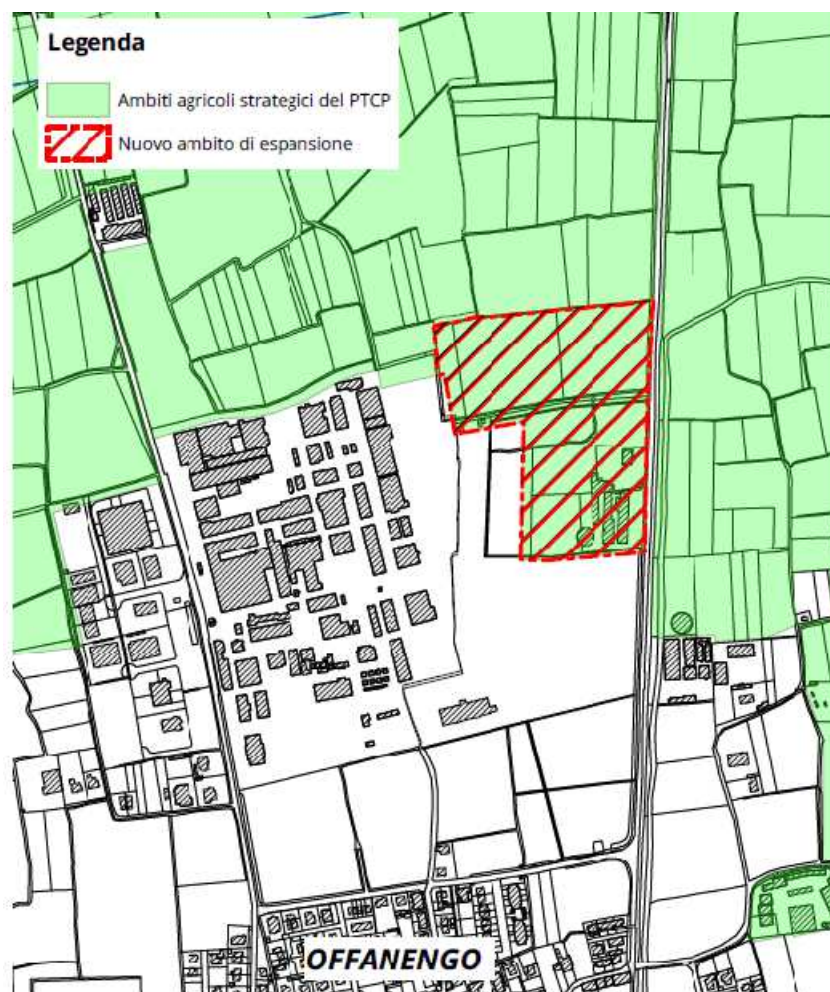 Legenda
Ambiti agricoli strategici del PTCP
Nuovo ambito di espansione
OFFANENGO